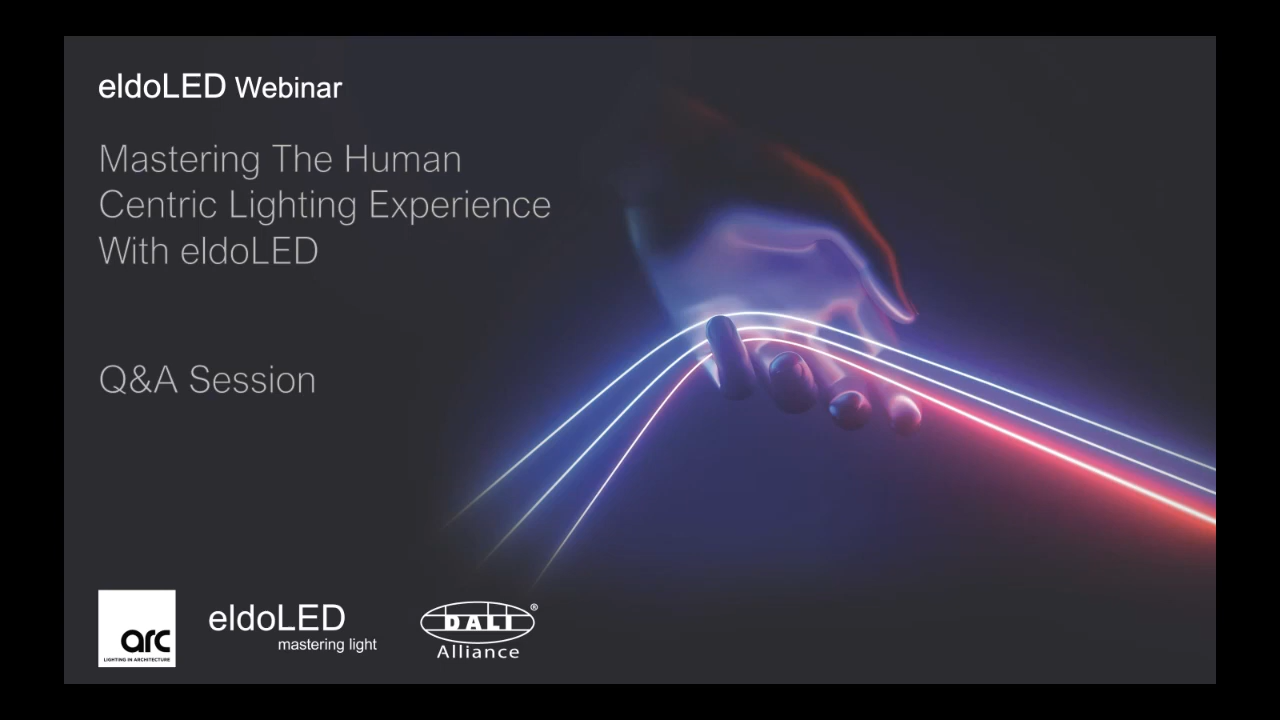 eldoLED Webinar
Mastering The Human
Centric Lighting Experience
With eldoLED
Q&A Session
arc
LIGHTING IN ARCHITECTURE
eldoLED
mastering light
DALI®
Alliance